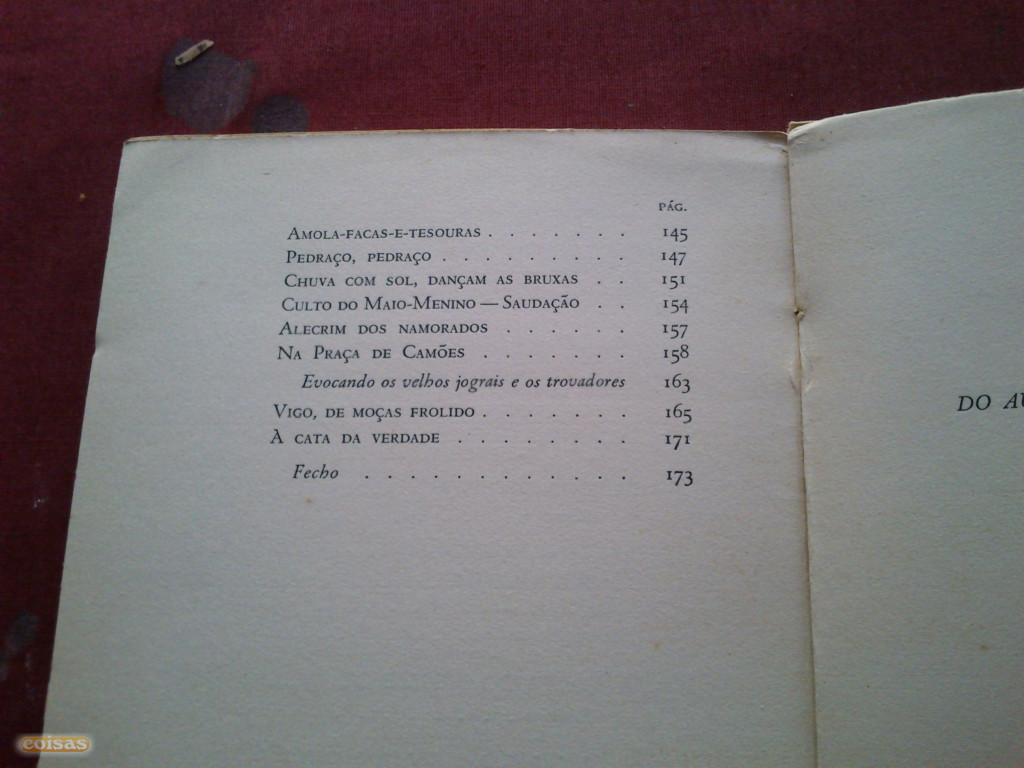 PÁG.
AMOLA-FACAS-E-TESOURAS . . . . . . . 145
PEDRAÇO, PEDRAÇO . . . . . . . . . 147
CHUVA COM SOL, DANÇAM AS BRUXAS . . 151
CULTO DO MAIO-MENINO — SAUDAÇÃO . . 154
ALECRIM DOS NAMORADOS . . . . . . 157
NA PRAÇA DE CAMÕES . . . . . . . 158
Evocando os velhos jograis e os trovadores 163
VIGO, DE MOÇAS FROLIDO . . . . . . . 165
À CATA DA VERDADE . . . . . . . . 171
Fecho . . . . . . . . . . . . 173
DO
coisas